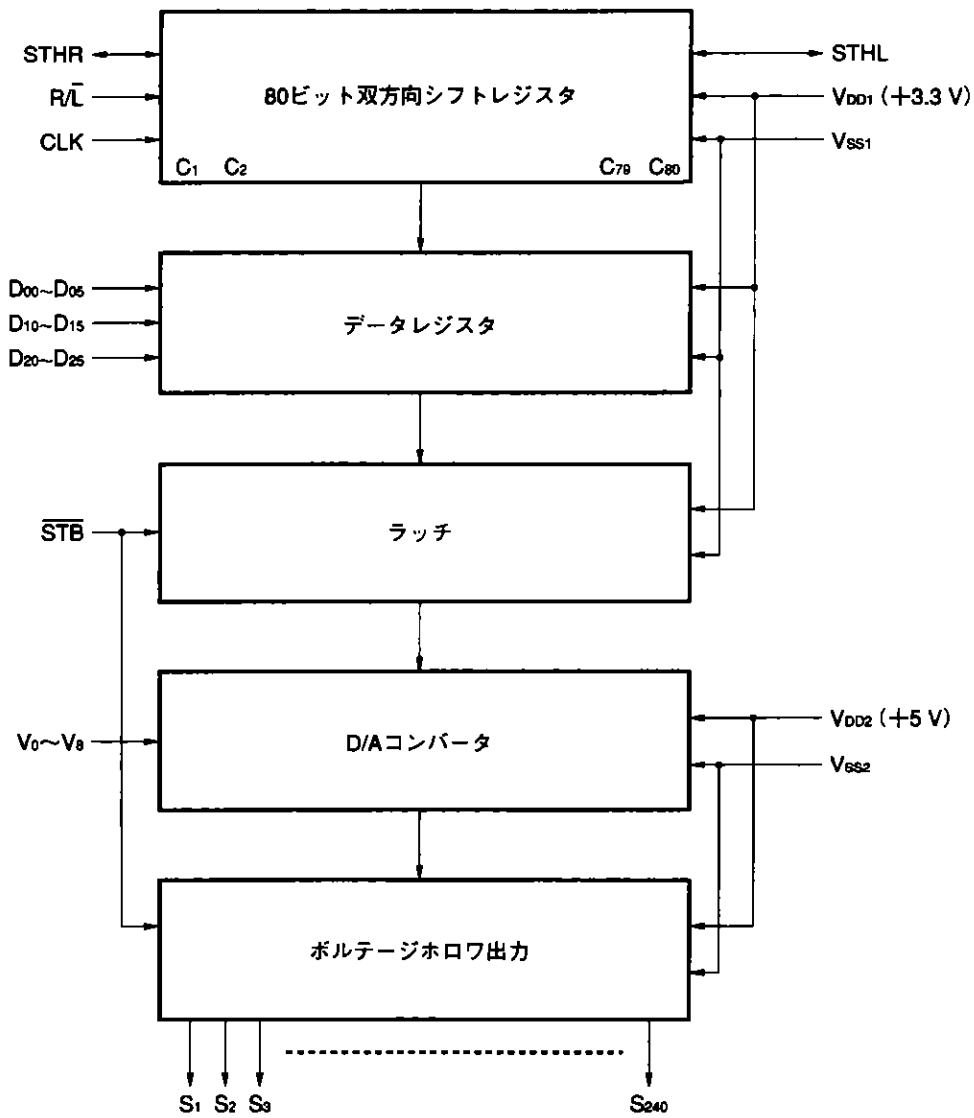 STHR
STHL
R/L̅
80ビット双方向シフトレジスタ
VDD1 (+3.3 V)
CLK
VSS1
C1 C2 C79 C80
D00~D05
D10~D15
データレジスタ
D20~D25
S̅T̅B̅
ラッチ
VDD2 (+5 V)
V0~V8
D/Aコンバータ
VSS2
ボルテージホロワ出力
S1 S2 S3 S240